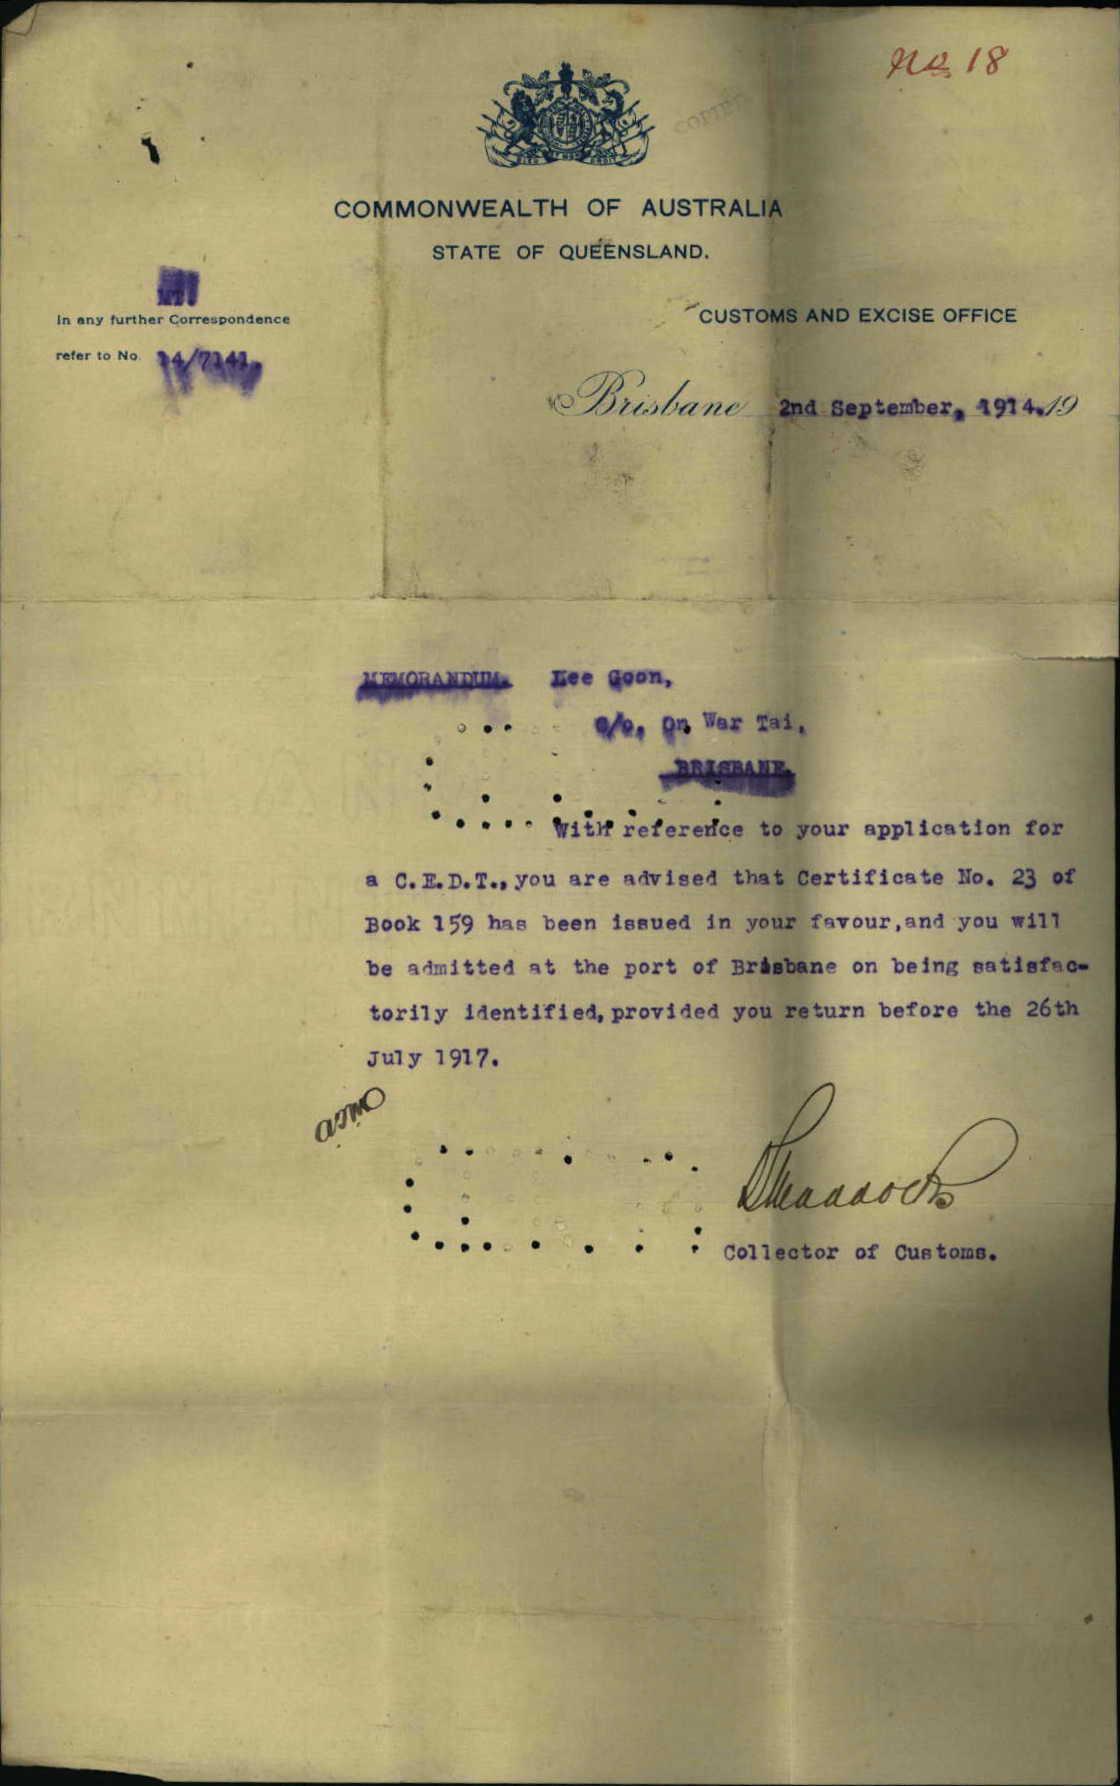 No 18
COPIED
COMMONWEALTH OF AUSTRALIA
STATE OF QUEENSLAND.
In any further Correspondence
refer to No. 14/7141.
CUSTOMS AND EXCISE OFFICE
Brisbane 2nd September, 1914. 19
MEMORANDUM. Lee Goon,
C/o. On War Tai,
BRISBANE.
With reference to your application for
a C.E.D.T., you are advised that Certificate No. 23 of
Book 159 has been issued in your favour,and you will
be admitted at the port of Brisbane on being satisfac-
torily identified,provided you return before the 26th
July 1917.
Collector of Customs.